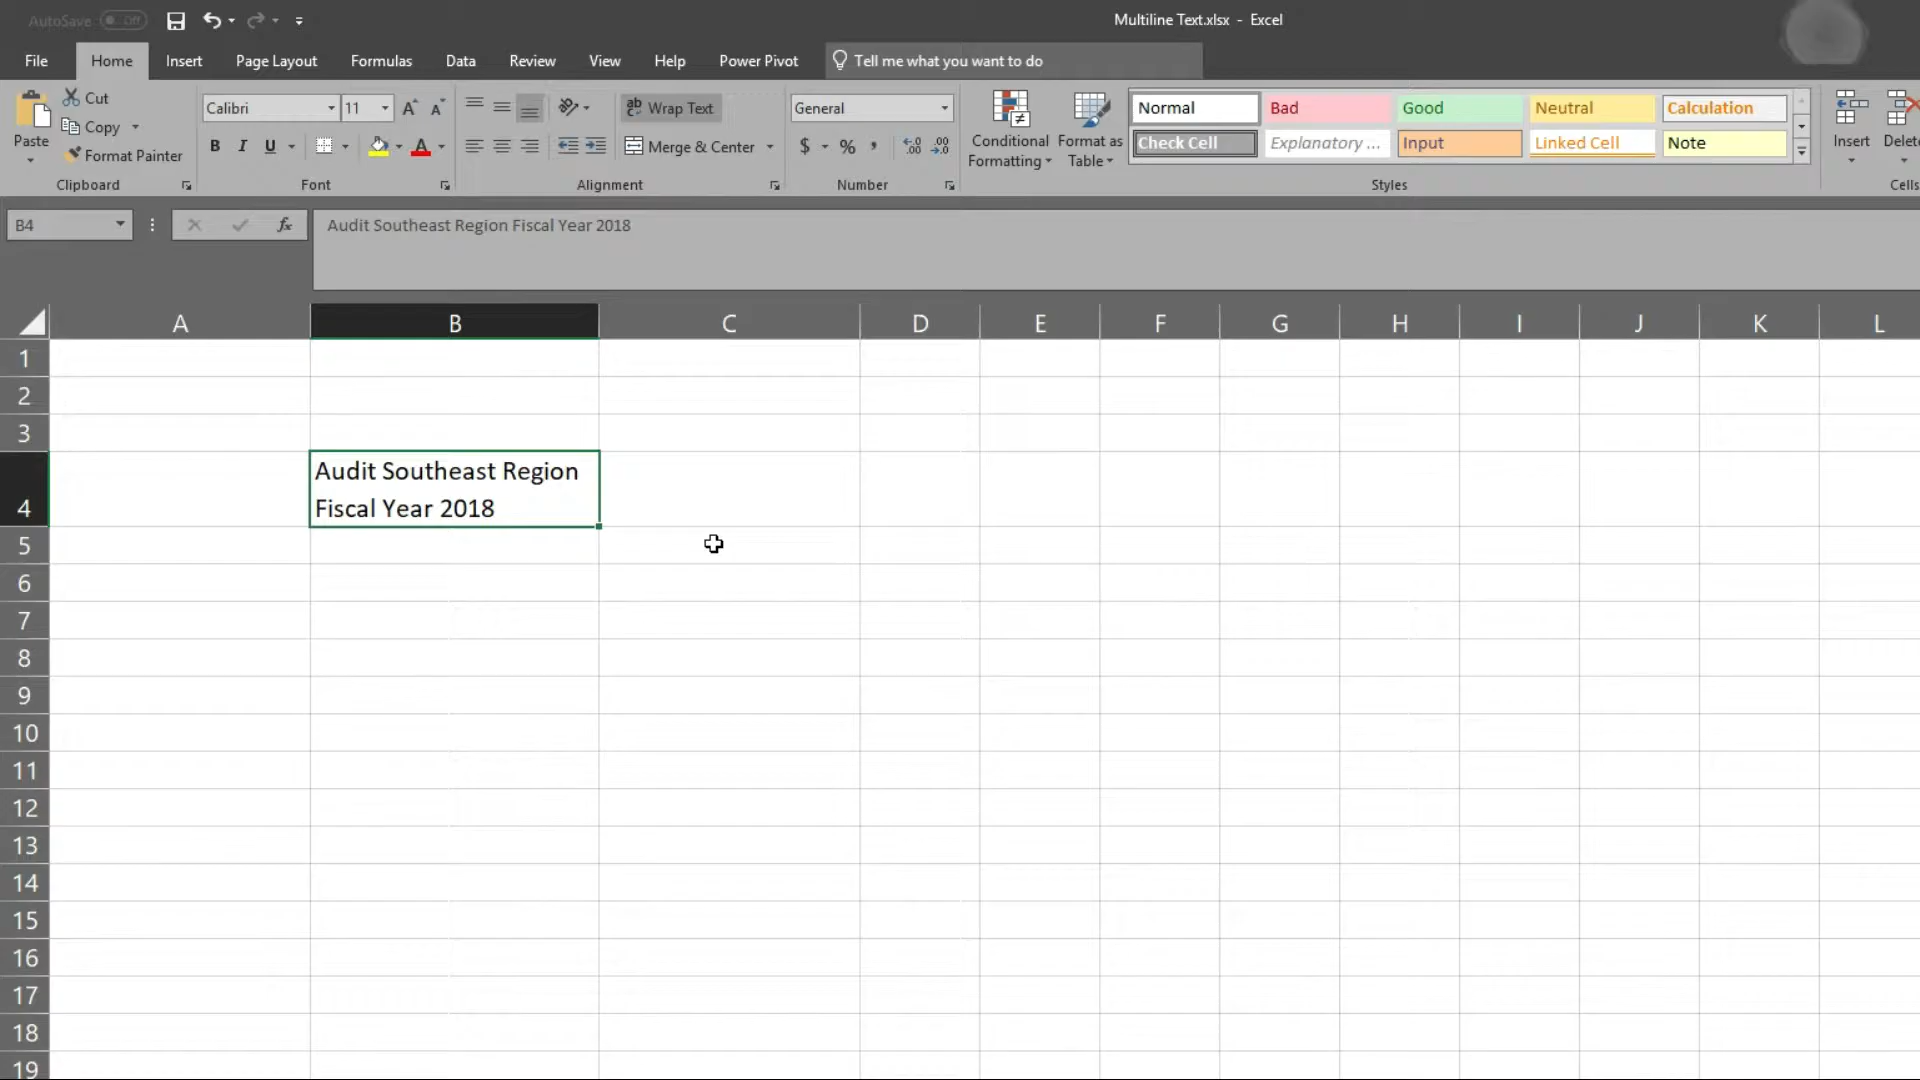 AutoSave Off
Multiline Text.xlsx - Excel
File Home Insert Page Layout Formulas Data Review View Help Power Pivot Tell me what you want to do
Cut
Copy
Format Painter
Paste
Clipboard
Calibri 11
B I U A
Font
ab Wrap Text
Merge & Center
Alignment
General
$ % ,
Number
Conditional Formatting
Format as Table
Normal Bad Good Neutral Calculation
Check Cell Explanatory ... Input Linked Cell Note
Styles
Insert Delete
Cells
B4 fx Audit Southeast Region Fiscal Year 2018
A B C D E F G H I J K L
1
2
3
4 Audit Southeast Region
Fiscal Year 2018
5
6
7
8
9
10
11
12
13
14
15
16
17
18
19